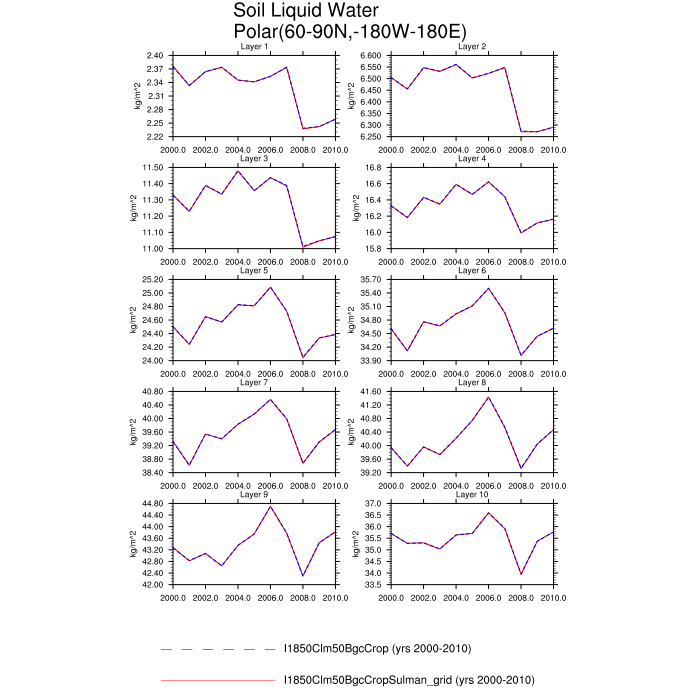 Soil Liquid Water
Polar(60-90N,-180W-180E)
Layer 1
2.40
2.37
2.34
2.31
2.28
2.25
2.22
kg/m^2
2000.0 2002.0 2004.0 2006.0 2008.0 2010.0
Layer 2
6.600
6.550
6.500
6.450
6.400
6.350
6.300
6.250
kg/m^2
2000.0 2002.0 2004.0 2006.0 2008.0 2010.0
Layer 3
11.50
11.40
11.30
11.20
11.10
11.00
kg/m^2
2000.0 2002.0 2004.0 2006.0 2008.0 2010.0
Layer 4
16.8
16.6
16.4
16.2
16.0
15.8
kg/m^2
2000.0 2002.0 2004.0 2006.0 2008.0 2010.0
Layer 5
25.20
25.00
24.80
24.60
24.40
24.20
24.00
kg/m^2
2000.0 2002.0 2004.0 2006.0 2008.0 2010.0
Layer 6
35.70
35.40
35.10
34.80
34.50
34.20
33.90
kg/m^2
2000.0 2002.0 2004.0 2006.0 2008.0 2010.0
Layer 7
40.80
40.40
40.00
39.60
39.20
38.80
38.40
kg/m^2
2000.0 2002.0 2004.0 2006.0 2008.0 2010.0
Layer 8
41.60
41.20
40.80
40.40
40.00
39.60
39.20
kg/m^2
2000.0 2002.0 2004.0 2006.0 2008.0 2010.0
Layer 9
44.80
44.40
44.00
43.60
43.20
42.80
42.40
42.00
kg/m^2
2000.0 2002.0 2004.0 2006.0 2008.0 2010.0
Layer 10
37.0
36.5
36.0
35.5
35.0
34.5
34.0
33.5
kg/m^2
2000.0 2002.0 2004.0 2006.0 2008.0 2010.0
I1850Clm50BgcCrop (yrs 2000-2010)
I1850Clm50BgcCropSulman_grid (yrs 2000-2010)